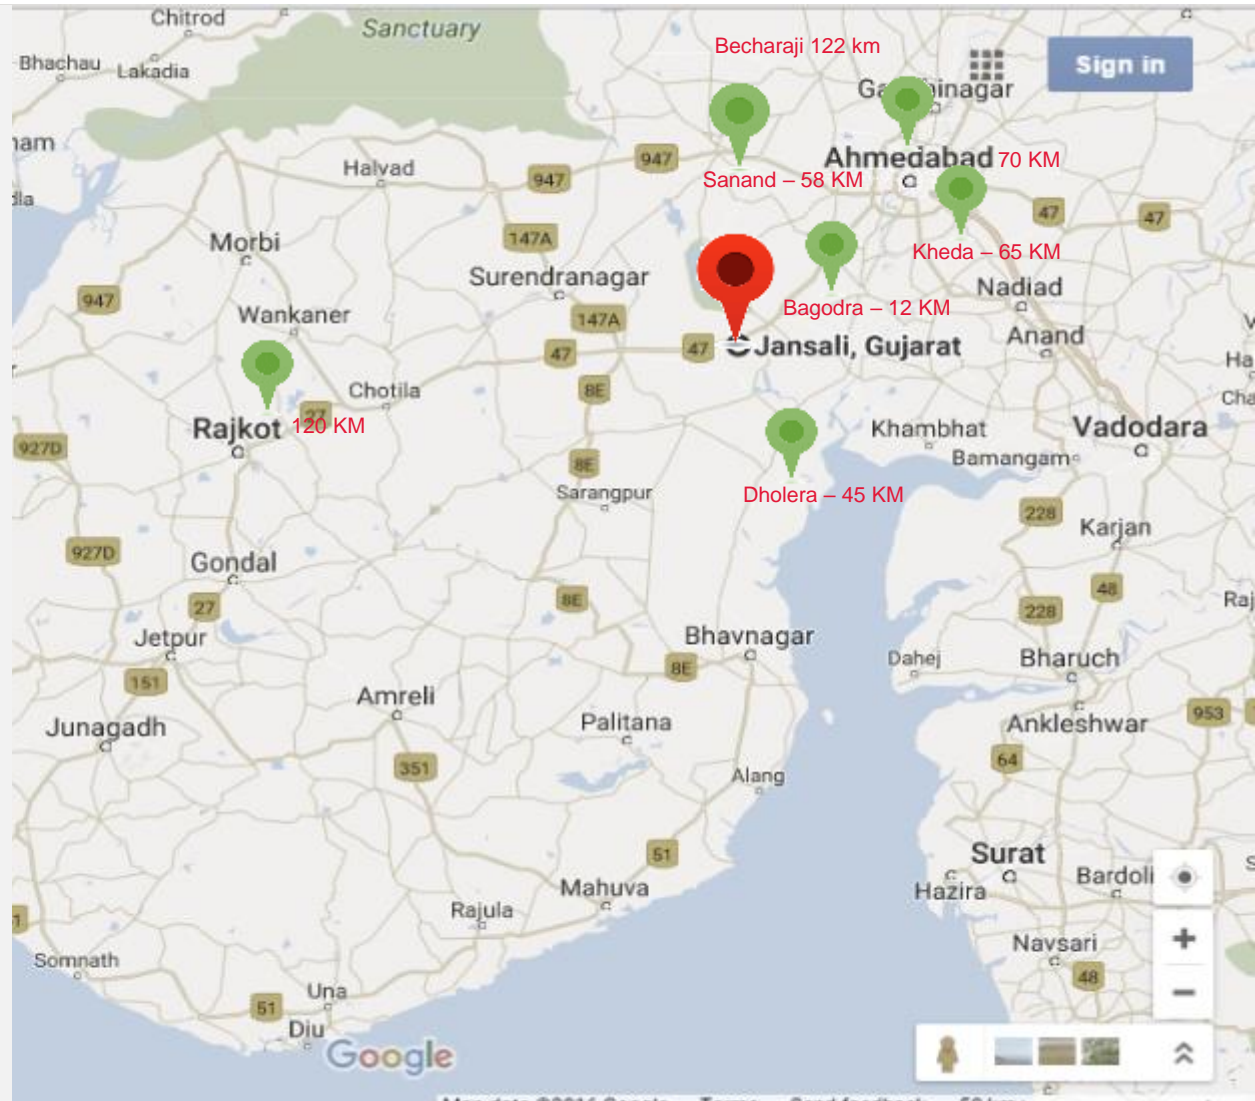 Chitrod
Sanctuary
Becharaji 122 km
Bhachau
Lakadia
Sign in
Halvad
947
947
Sanand – 58 KM
Ahmedabad 70 KM
47
47
Morbi
147A
Kheda – 65 KM
Surendranagar
Nadiad
947
Wankaner
147A
Bagodra – 12 KM
Anand
47
47
Jansali, Gujarat
Chotila
8E
27
Rajkot
120 KM
Khambhat
Vadodara
927D
8E
Bamangam
Sarangpur
Dholera – 45 KM
228
Karjan
927D
Gondal
48
27
8E
228
Raj
Jetpur
Bhavnagar
8E
Dahej
Bharuch
151
Amreli
Palitana
Junagadh
Ankleshwar
953
351
Alang
64
51
Surat
Mahuva
Hazira
Bardoli
Rajula
Navsari
Somnath
48
51
Una
Diu
Google